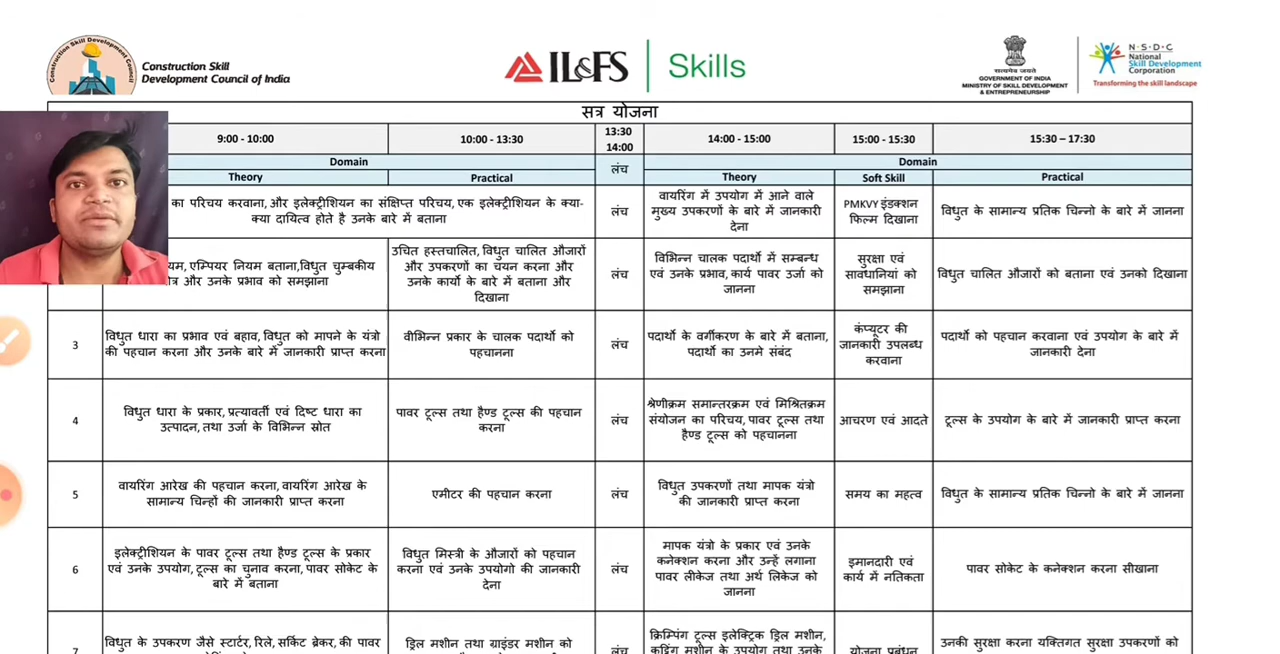 Construction Skill
Development Council of India
IL&FS Skills
सत्यमेव जयते
GOVERNMENT OF INDIA
MINISTRY OF SKILL DEVELOPMENT
& ENTREPRENEURSHIP
N·S·D·C
National
Skill Development
Corporation
Transforming the skill landscape
सत्र योजना
9:00 - 10:00
10:00 - 13:30
13:30
14:00
14:00 - 15:00
15:00 - 15:30
15:30 – 17:30
Domain
लंच
Domain
Theory
Practical
Theory
Soft Skill
Practical
का परिचय करवाना, और इलेक्ट्रीशियन का संक्षिप्त परिचय, एक इलेक्ट्रीशियन के क्या-
क्या दायित्व होते है उनके बारे में बताना
लंच
वायरिंग में उपयोग में आने वाले
मुख्य उपकरणों के बारे में जानकारी
देना
PMKVY इंडक्शन
फिल्म दिखाना
विधुत के सामान्य प्रतिक चिन्नो के बारे में जानना
एम्पियर नियम बताना,विधुत चुम्बकीय
और उनके प्रभाव को समझाना
उचित हस्तचालित, विधुत चालित औजारों
और उपकरणों का चयन करना और
उनके कार्यो के बारे में बताना और
दिखाना
लंच
विभिन्न चालक पदार्थो में सम्बन्ध
एवं उनके प्रभाव, कार्य पावर उर्जा को
जानना
सुरक्षा एवं
सावधानियां को
समझाना
विधुत चालित औजारों को बताना एवं उनको दिखाना
3
विधुत धारा का प्रभाव एवं बहाव, विधुत को मापने के यंत्रो
की पहचान करना और उनके बारे में जानकारी प्राप्त करना
वीभिन्न प्रकार के चालक पदार्थो को
पहचानना
लंच
पदार्थो के वर्गीकरण के बारे में बताना,
पदार्थो का उनमे संबंद
कंप्यूटर की
जानकारी उपलब्ध
करवाना
पदार्थो को पहचान करवाना एवं उपयोग के बारे में
जानकारी देना
4
विधुत धारा के प्रकार, प्रत्यावर्ती एवं दिष्ट धारा का
उत्पादन, तथा उर्जा के विभिन्न स्रोत
पावर टूल्स तथा हैण्ड टूल्स की पहचान
करना
लंच
श्रेणीक्रम समान्तरक्रम एवं मिश्रितक्रम
संयोजन का परिचय, पावर टूल्स तथा
हैण्ड टूल्स को पहचानना
आचरण एवं आदते
टूल्स के उपयोग के बारे में जानकारी प्राप्त करना
5
वायरिंग आरेख की पहचान करना, वायरिंग आरेख के
सामान्य चिन्हों की जानकारी प्राप्त करना
एमीटर की पहचान करना
लंच
विधुत उपकरणों तथा मापक यंत्रो
की जानकारी प्राप्त करना
समय का महत्व
विधुत के सामान्य प्रतिक चिन्नो के बारे में जानना
6
इलेक्ट्रीशियन के पावर टूल्स तथा हैण्ड टूल्स के प्रकार
एवं उनके उपयोग, टूल्स का चुनाव करना, पावर सोकेट के
बारे में बताना
विधुत मिस्त्री के औजारों को पहचान
करना एवं उनके उपयोगो की जानकारी
देना
लंच
मापक यंत्रो के प्रकार एवं उनके
कनेक्शन करना और उन्हें लगाना
पावर लीकेज तथा अर्थ लिकेज को
जानना
इमानदारी एवं
कार्य में नतिकता
पावर सोकेट के कनेक्शन करना सीखाना
7
विधुत के उपकरण जैसे स्टार्टर, रिले, सर्किट ब्रेकर, की पावर
ड्रिल मशीन तथा ग्राइंडर मशीन को
लंच
क्रिम्पिंग टूल्स इलेक्ट्रिक ड्रिल मशीन,
कटिंग मशीन के उपयोग तथा उनके
योजना प्रबंधन
उनकी सुरक्षा करना यक्तिगत सुरक्षा उपकरणों को